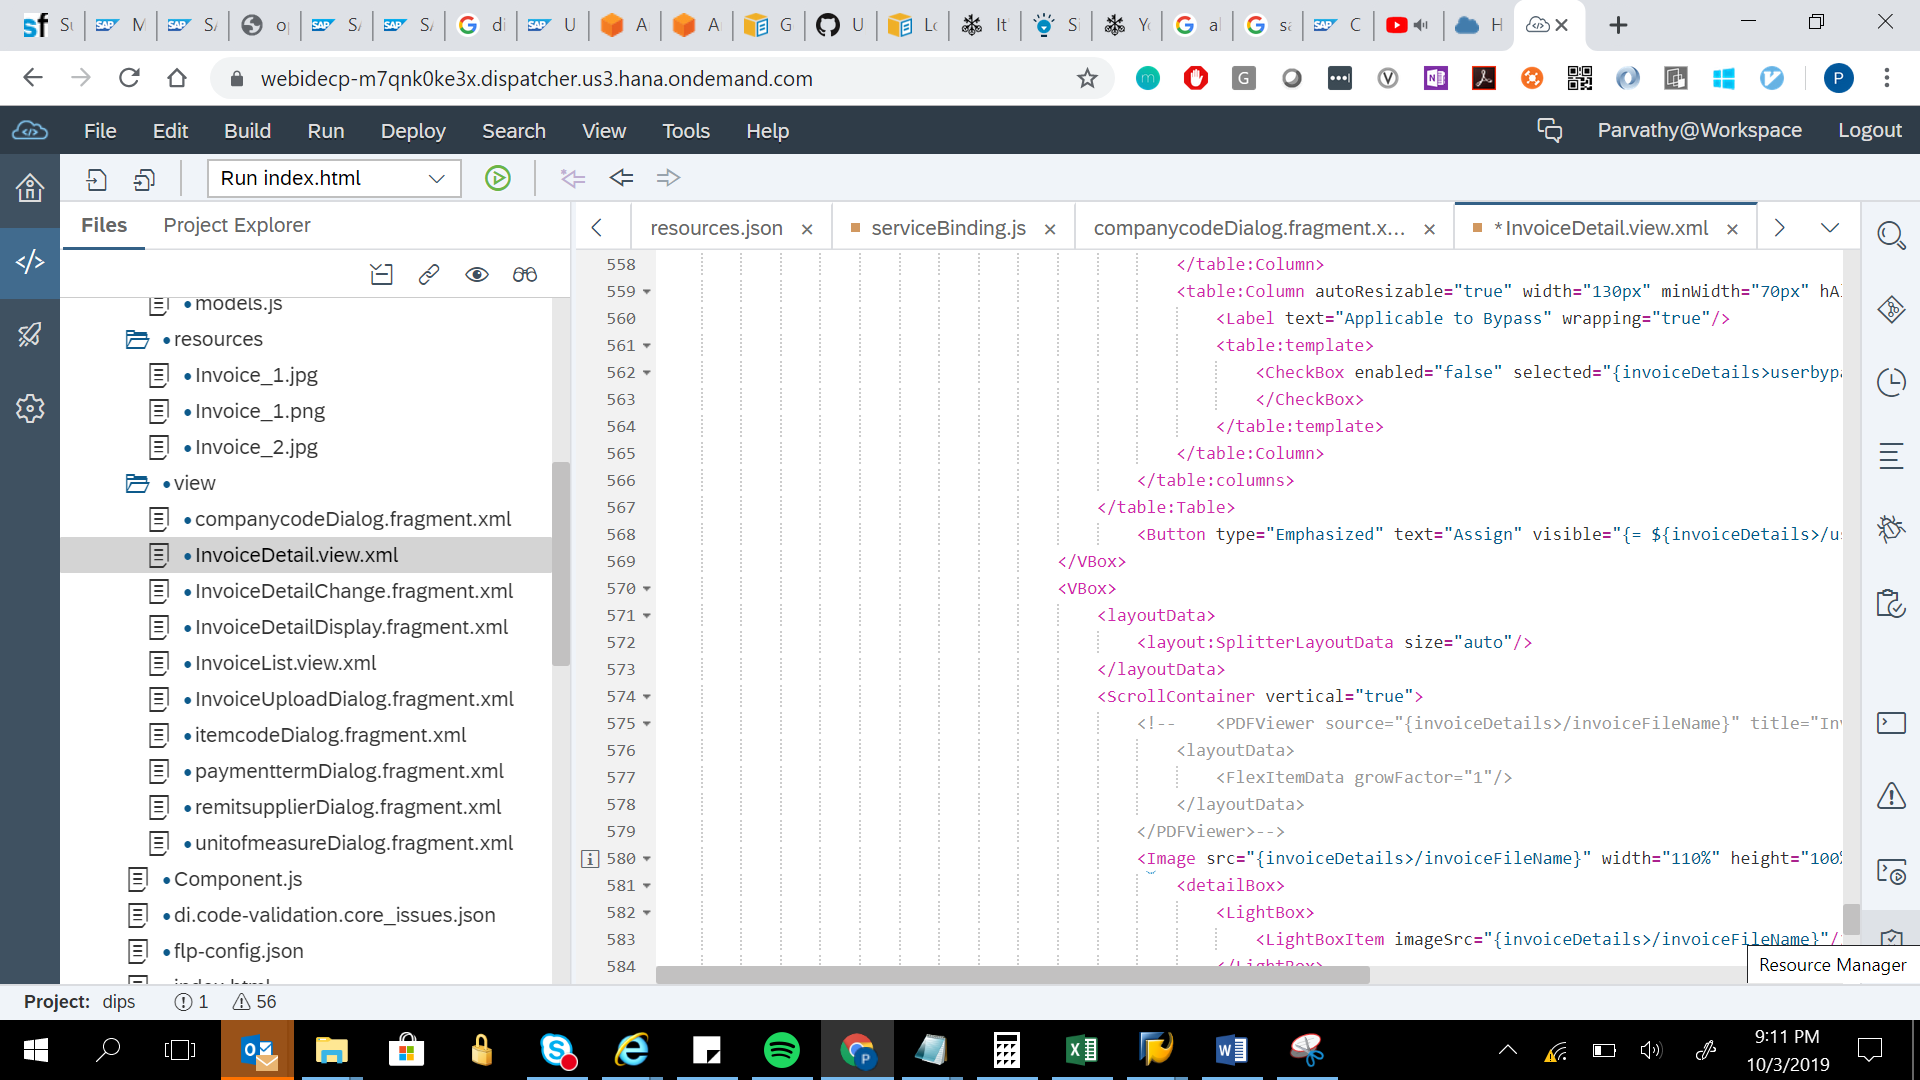 webidecp-m7qnk0ke3x.dispatcher.us3.hana.ondemand.com
File Edit Build Run Deploy Search View Tools Help
Parvathy@Workspace Logout
Run index.html
Files Project Explorer
resources.json × serviceBinding.js × companycodeDialog.fragment.x... × *InvoiceDetail.view.xml ×
models.js
resources
Invoice_1.jpg
Invoice_1.png
Invoice_2.jpg
view
companycodeDialog.fragment.xml
InvoiceDetail.view.xml
InvoiceDetailChange.fragment.xml
InvoiceDetailDisplay.fragment.xml
InvoiceList.view.xml
InvoiceUploadDialog.fragment.xml
itemcodeDialog.fragment.xml
paymenttermDialog.fragment.xml
remitsupplierDialog.fragment.xml
unitofmeasureDialog.fragment.xml
Component.js
di.code-validation.core_issues.json
flp-config.json
index.html
558 </table:Column>
559 <table:Column autoResizable="true" width="130px" minWidth="70px" hAl
560 <Label text="Applicable to Bypass" wrapping="true"/>
561 <table:template>
562 <CheckBox enabled="false" selected="{invoiceDetails>userbypa
563 </CheckBox>
564 </table:template>
565 </table:Column>
566 </table:columns>
567 </table:Table>
568 <Button type="Emphasized" text="Assign" visible="{= ${invoiceDetails>/us
569 </VBox>
570 <VBox>
571 <layoutData>
572 <layout:SplitterLayoutData size="auto"/>
573 </layoutData>
574 <ScrollContainer vertical="true">
575 <!-- <PDFViewer source="{invoiceDetails>/invoiceFileName}" title="Inv
576 <layoutData>
577 <FlexItemData growFactor="1"/>
578 </layoutData>
579 </PDFViewer>-->
580 <Image src="{invoiceDetails>/invoiceFileName}" width="110%" height="100%
581 <detailBox>
582 <LightBox>
583 <LightBoxItem imageSrc="{invoiceDetails>/invoiceFileName}"/>
584 </LightBox>
Resource Manager
Project: dips 1 56
9:11 PM
10/3/2019